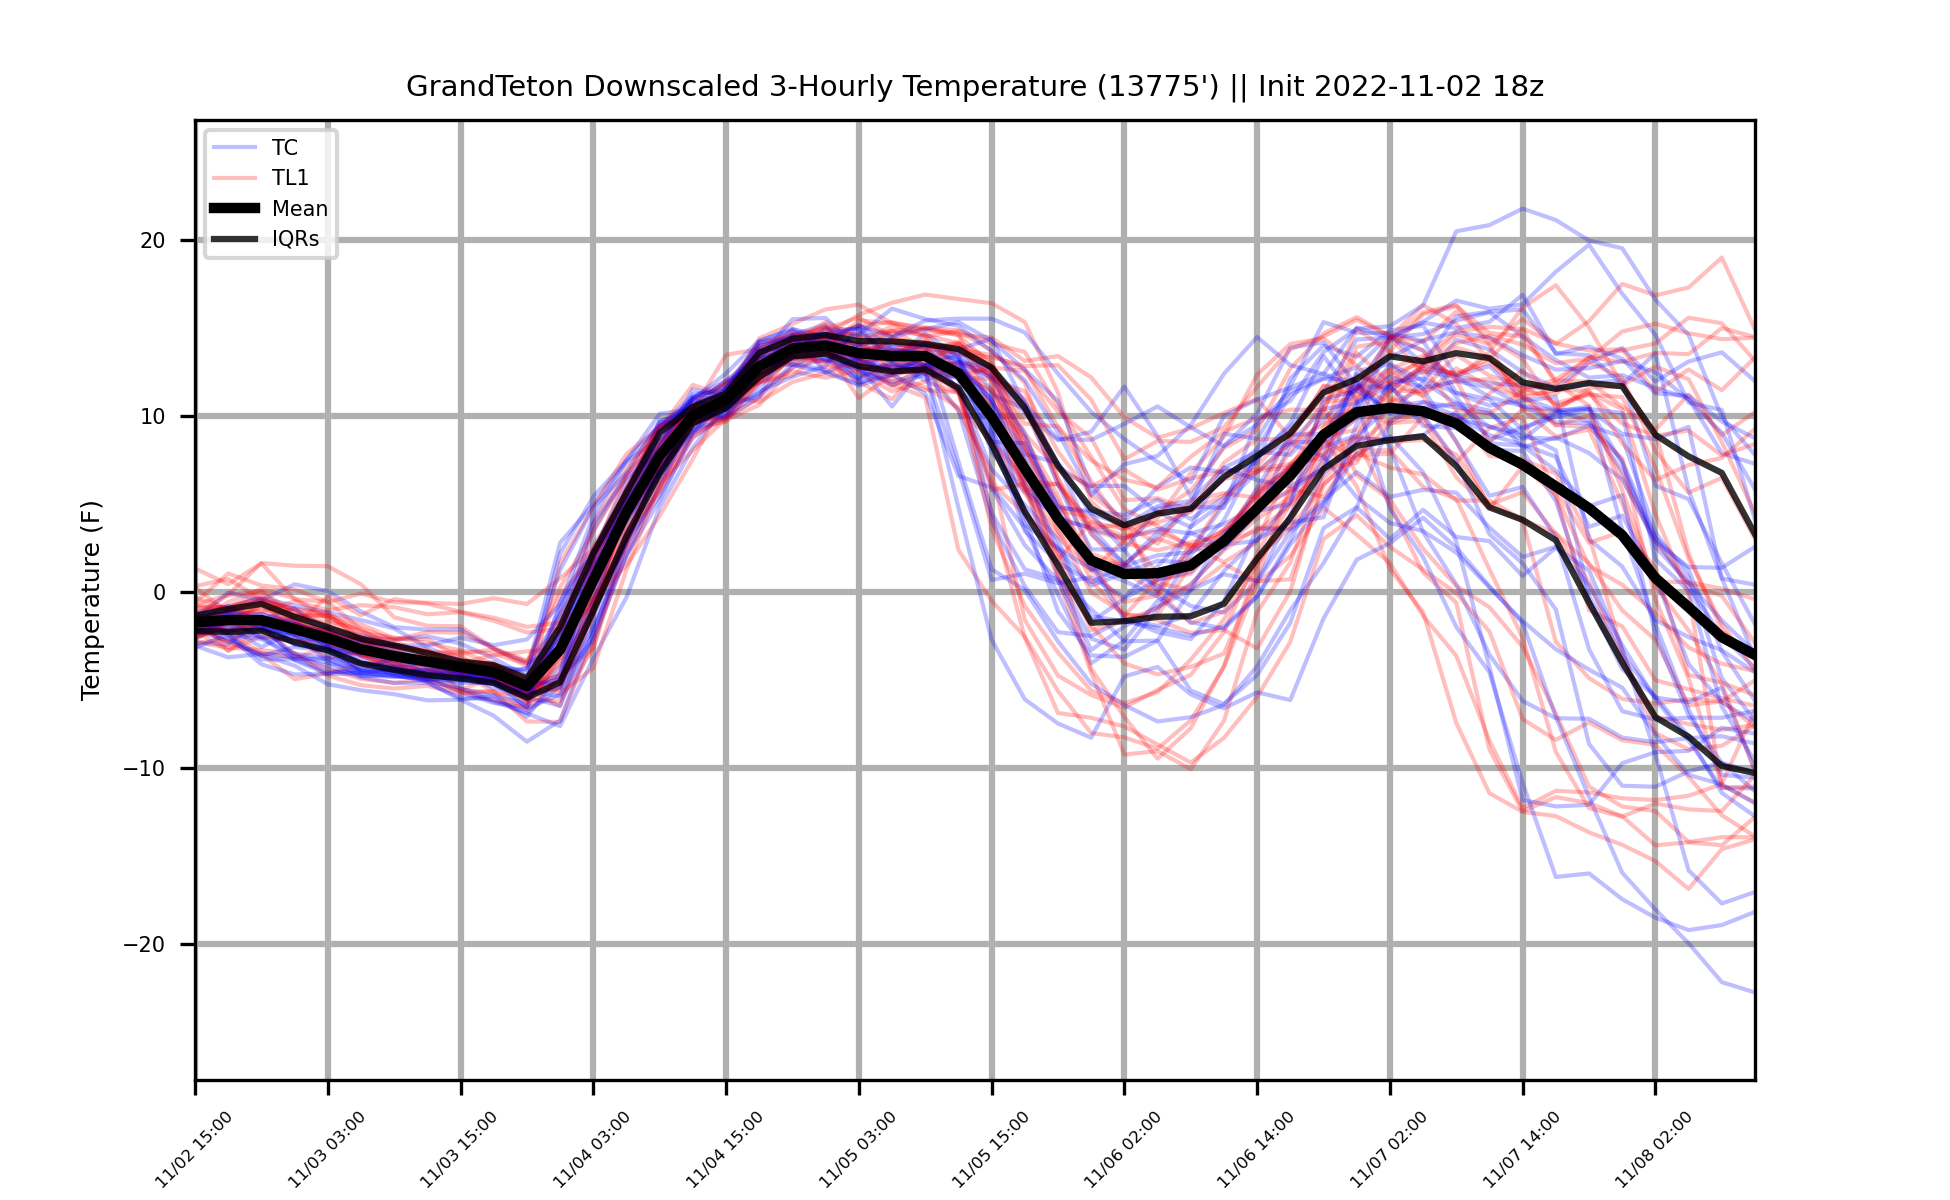 GrandTeton Downscaled 3-Hourly Temperature (13775') || Init 2022-11-02 18z
TC
TL1
Mean
IQRs
Temperature (F)
20
10
0
−10
−20
11/02 15:00
11/03 03:00
11/03 15:00
11/04 03:00
11/04 15:00
11/05 03:00
11/05 15:00
11/06 02:00
11/06 14:00
11/07 02:00
11/07 14:00
11/08 02:00